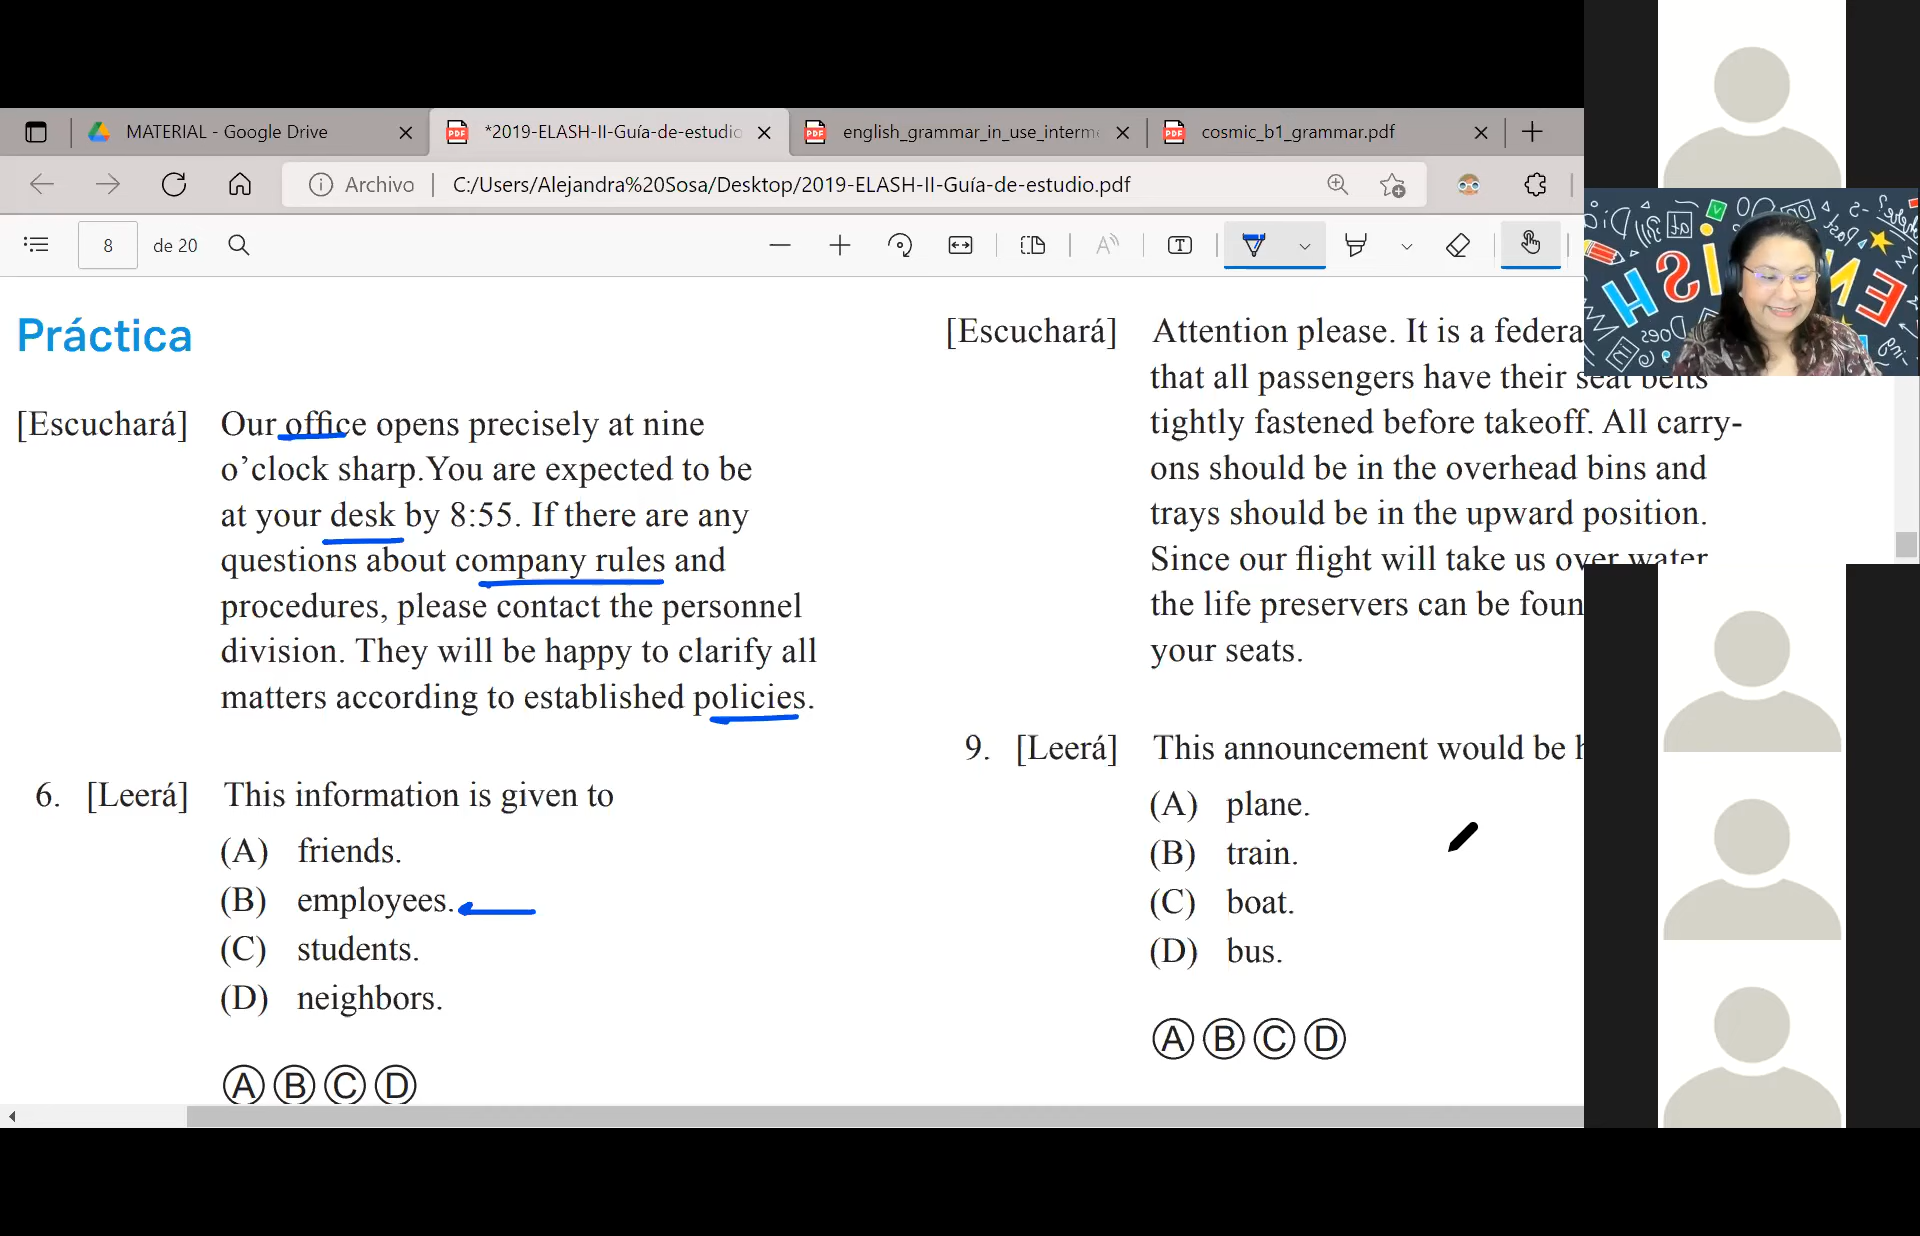 MATERIAL - Google Drive
*2019-ELASH-II-Guía-de-estudio
english_grammar_in_use_interme
cosmic_b1_grammar.pdf
Archivo
C:/Users/Alejandra%20Sosa/Desktop/2019-ELASH-II-Guía-de-estudio.pdf
8
de 20
Práctica
[Escuchará] Our office opens precisely at nine
o’clock sharp.You are expected to be
at your desk by 8:55. If there are any
questions about company rules and
procedures, please contact the personnel
division. They will be happy to clarify all
matters according to established policies.
6. [Leerá] This information is given to
(A) friends.
(B) employees.
(C) students.
(D) neighbors.
A B C D
[Escuchará] Attention please. It is a federa
that all passengers have their seat belts
tightly fastened before takeoff. All carry-
ons should be in the overhead bins and
trays should be in the upward position.
Since our flight will take us over water
the life preservers can be foun
your seats.
9. [Leerá] This announcement would be
(A) plane.
(B) train.
(C) boat.
(D) bus.
A B C D